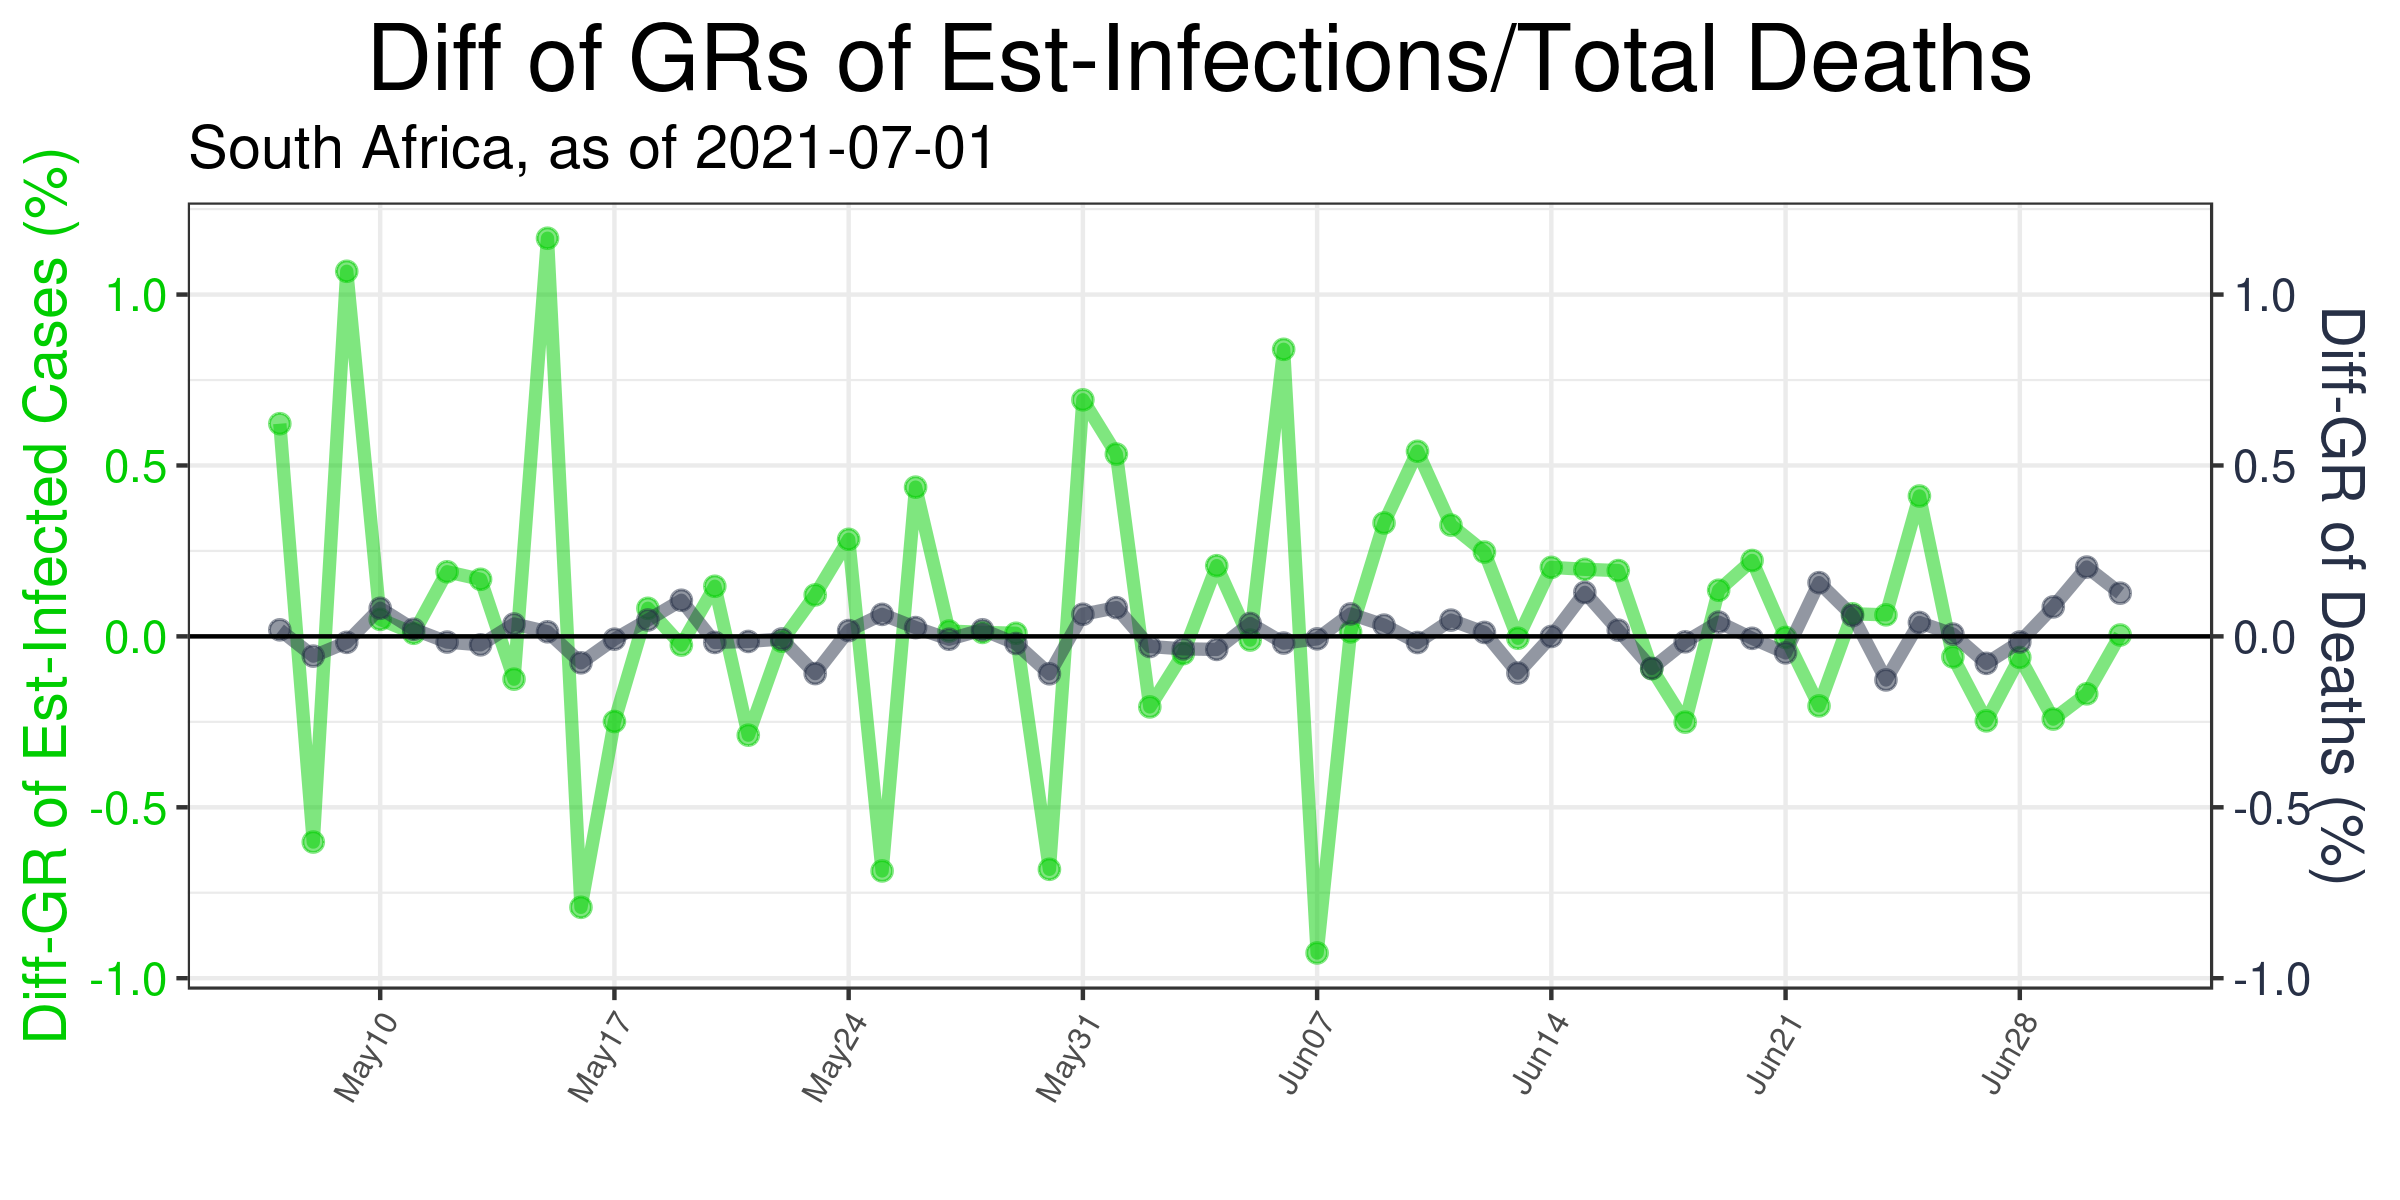 Diff of GRs of Est-Infections/Total Deaths
South Africa, as of 2021-07-01
Diff-GR of Est-Infected Cases (%)
1.0
0.5
0.0
-0.5
-1.0
1.0
0.5
0.0
-0.5
-1.0
Diff-GR of Deaths (%)
May10
May17
May24
May31
Jun07
Jun14
Jun21
Jun28